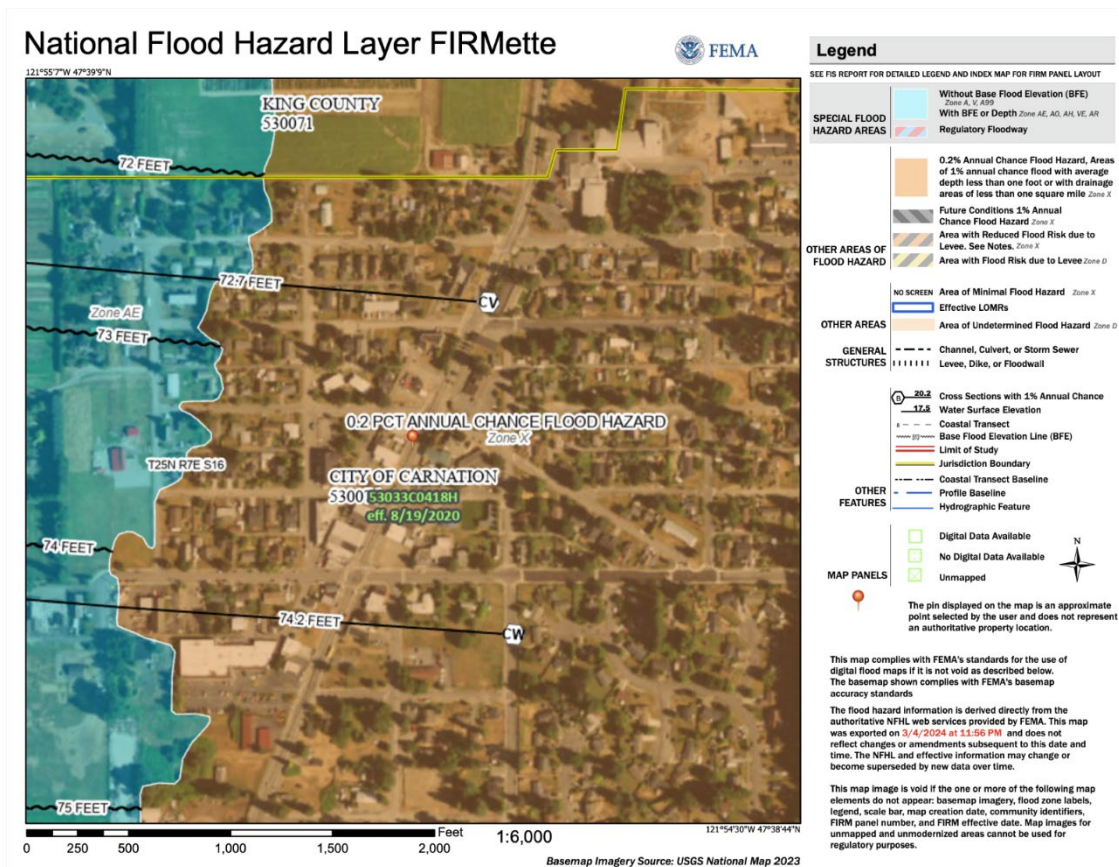 National Flood Hazard Layer FIRMette
FEMA
121°55'7"W 47°39'9"N
KING COUNTY
530071
72 FEET
72.7 FEET
CV
Zone AE
73 FEET
0.2 PCT ANNUAL CHANCE FLOOD HAZARD
Zone X
T25N R7E S16
CITY OF CARNATION
53033C0418H
eff. 8/19/2020
74 FEET
74.2 FEET
CW
75 FEET
Feet
0 250 500 1,000 1,500 2,000
1:6,000
121°54'30"W 47°38'44"N
Basemap Imagery Source: USGS National Map 2023
Legend
SEE FIS REPORT FOR DETAILED LEGEND AND INDEX MAP FOR FIRM PANEL LAYOUT
SPECIAL FLOOD
HAZARD AREAS
Without Base Flood Elevation (BFE)
Zone A, V, A99
With BFE or Depth Zone AE, AO, AH, VE, AR
Regulatory Floodway
OTHER AREAS OF
FLOOD HAZARD
0.2% Annual Chance Flood Hazard, Areas
of 1% annual chance flood with average
depth less than one foot or with drainage
areas of less than one square mile Zone X
Future Conditions 1% Annual
Chance Flood Hazard Zone X
Area with Reduced Flood Risk due to
Levee. See Notes. Zone X
Area with Flood Risk due to Levee Zone D
OTHER AREAS
NO SCREEN Area of Minimal Flood Hazard Zone X
Effective LOMRs
Area of Undetermined Flood Hazard Zone D
GENERAL
STRUCTURES
Channel, Culvert, or Storm Sewer
Levee, Dike, or Floodwall
OTHER
FEATURES
B 20.2 Cross Sections with 1% Annual Chance
17.5 Water Surface Elevation
8 Coastal Transect
513 Base Flood Elevation Line (BFE)
Limit of Study
Jurisdiction Boundary
Coastal Transect Baseline
Profile Baseline
Hydrographic Feature
MAP PANELS
Digital Data Available
No Digital Data Available
Unmapped
N
The pin displayed on the map is an approximate
point selected by the user and does not represent
an authoritative property location.
This map complies with FEMA's standards for the use of
digital flood maps if it is not void as described below.
The basemap shown complies with FEMA's basemap
accuracy standards
The flood hazard information is derived directly from the
authoritative NFHL web services provided by FEMA. This map
was exported on 3/4/2024 at 11:56 PM and does not
reflect changes or amendments subsequent to this date and
time. The NFHL and effective information may change or
become superseded by new data over time.
This map image is void if the one or more of the following map
elements do not appear: basemap imagery, flood zone labels,
legend, scale bar, map creation date, community identifiers,
FIRM panel number, and FIRM effective date. Map images for
unmapped and unmodernized areas cannot be used for
regulatory purposes.